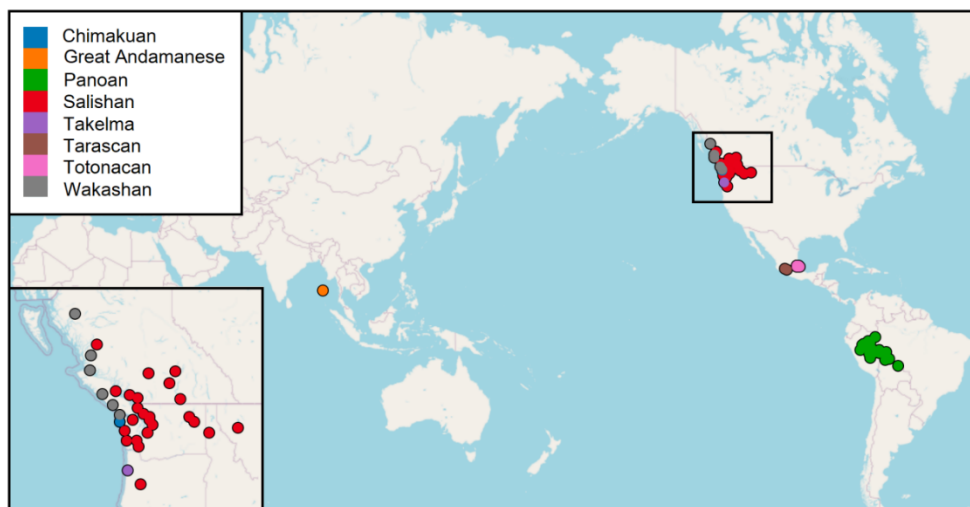 Chimakuan
Great Andamanese
Panoan
Salishan
Takelma
Tarascan
Totonacan
Wakashan